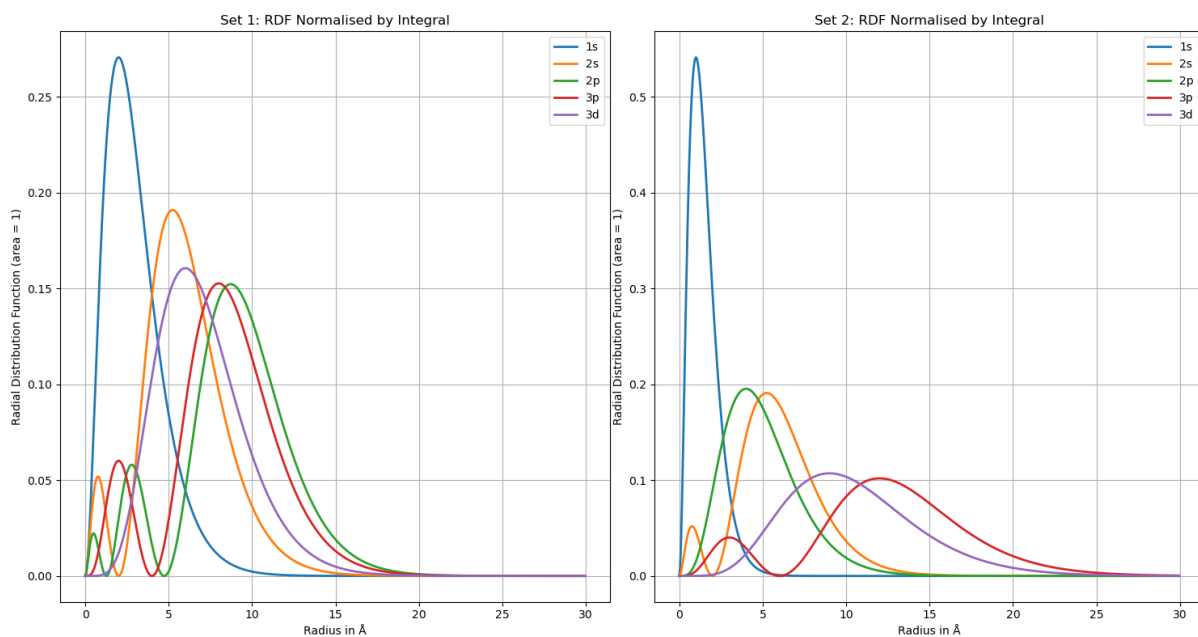 Set 1: RDF Normalised by Integral
Radial Distribution Function (area = 1)
0.25
0.20
0.15
0.10
0.05
0.00
1s
2s
2p
3p
3d
0 5 10 15 20 25 30
Radius in Å
Set 2: RDF Normalised by Integral
Radial Distribution Function (area = 1)
0.5
0.4
0.3
0.2
0.1
0.0
1s
2s
2p
3p
3d
0 5 10 15 20 25 30
Radius in Å